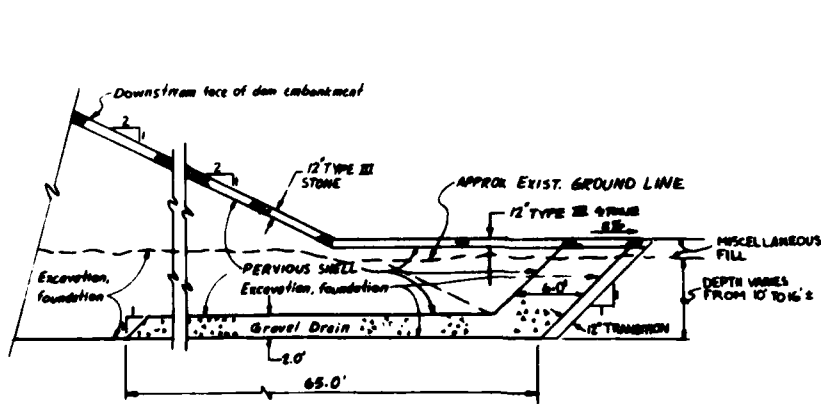 Downstream face of dam embankment
2
1
2
1
12" TYPE III
STONE
APPROX EXIST. GROUND LINE
12" TYPE III STONE
MISCELLANEOUS
FILL
Excavation,
foundation
PERVIOUS SHELL
Excavation, foundation
6.0'
1
1
DEPTH VARIES
FROM 10' TO 16' ±
Gravel Drain
12" TRANSITION
2.0'
65.0'